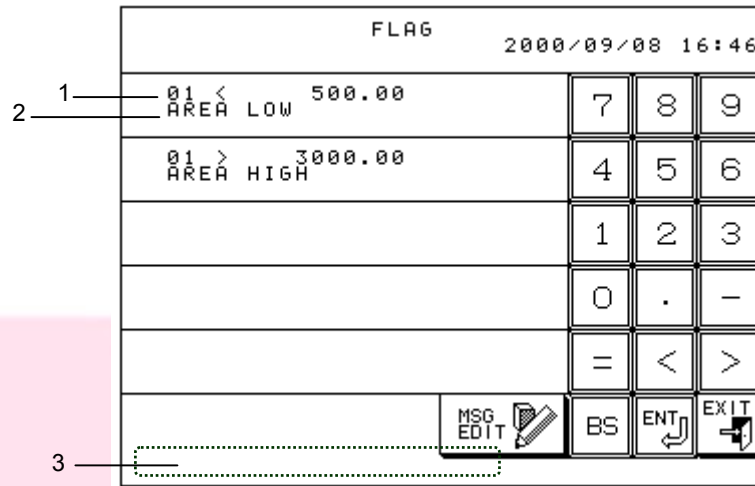 FLAG
2000/09/08 16:46
1
01 < 500.00
2
AREA LOW
7 8 9
01 > 3000.00
AREA HIGH
4 5 6
1 2 3
0 . -
= < >
MSG EDIT
BS ENT EXIT
3